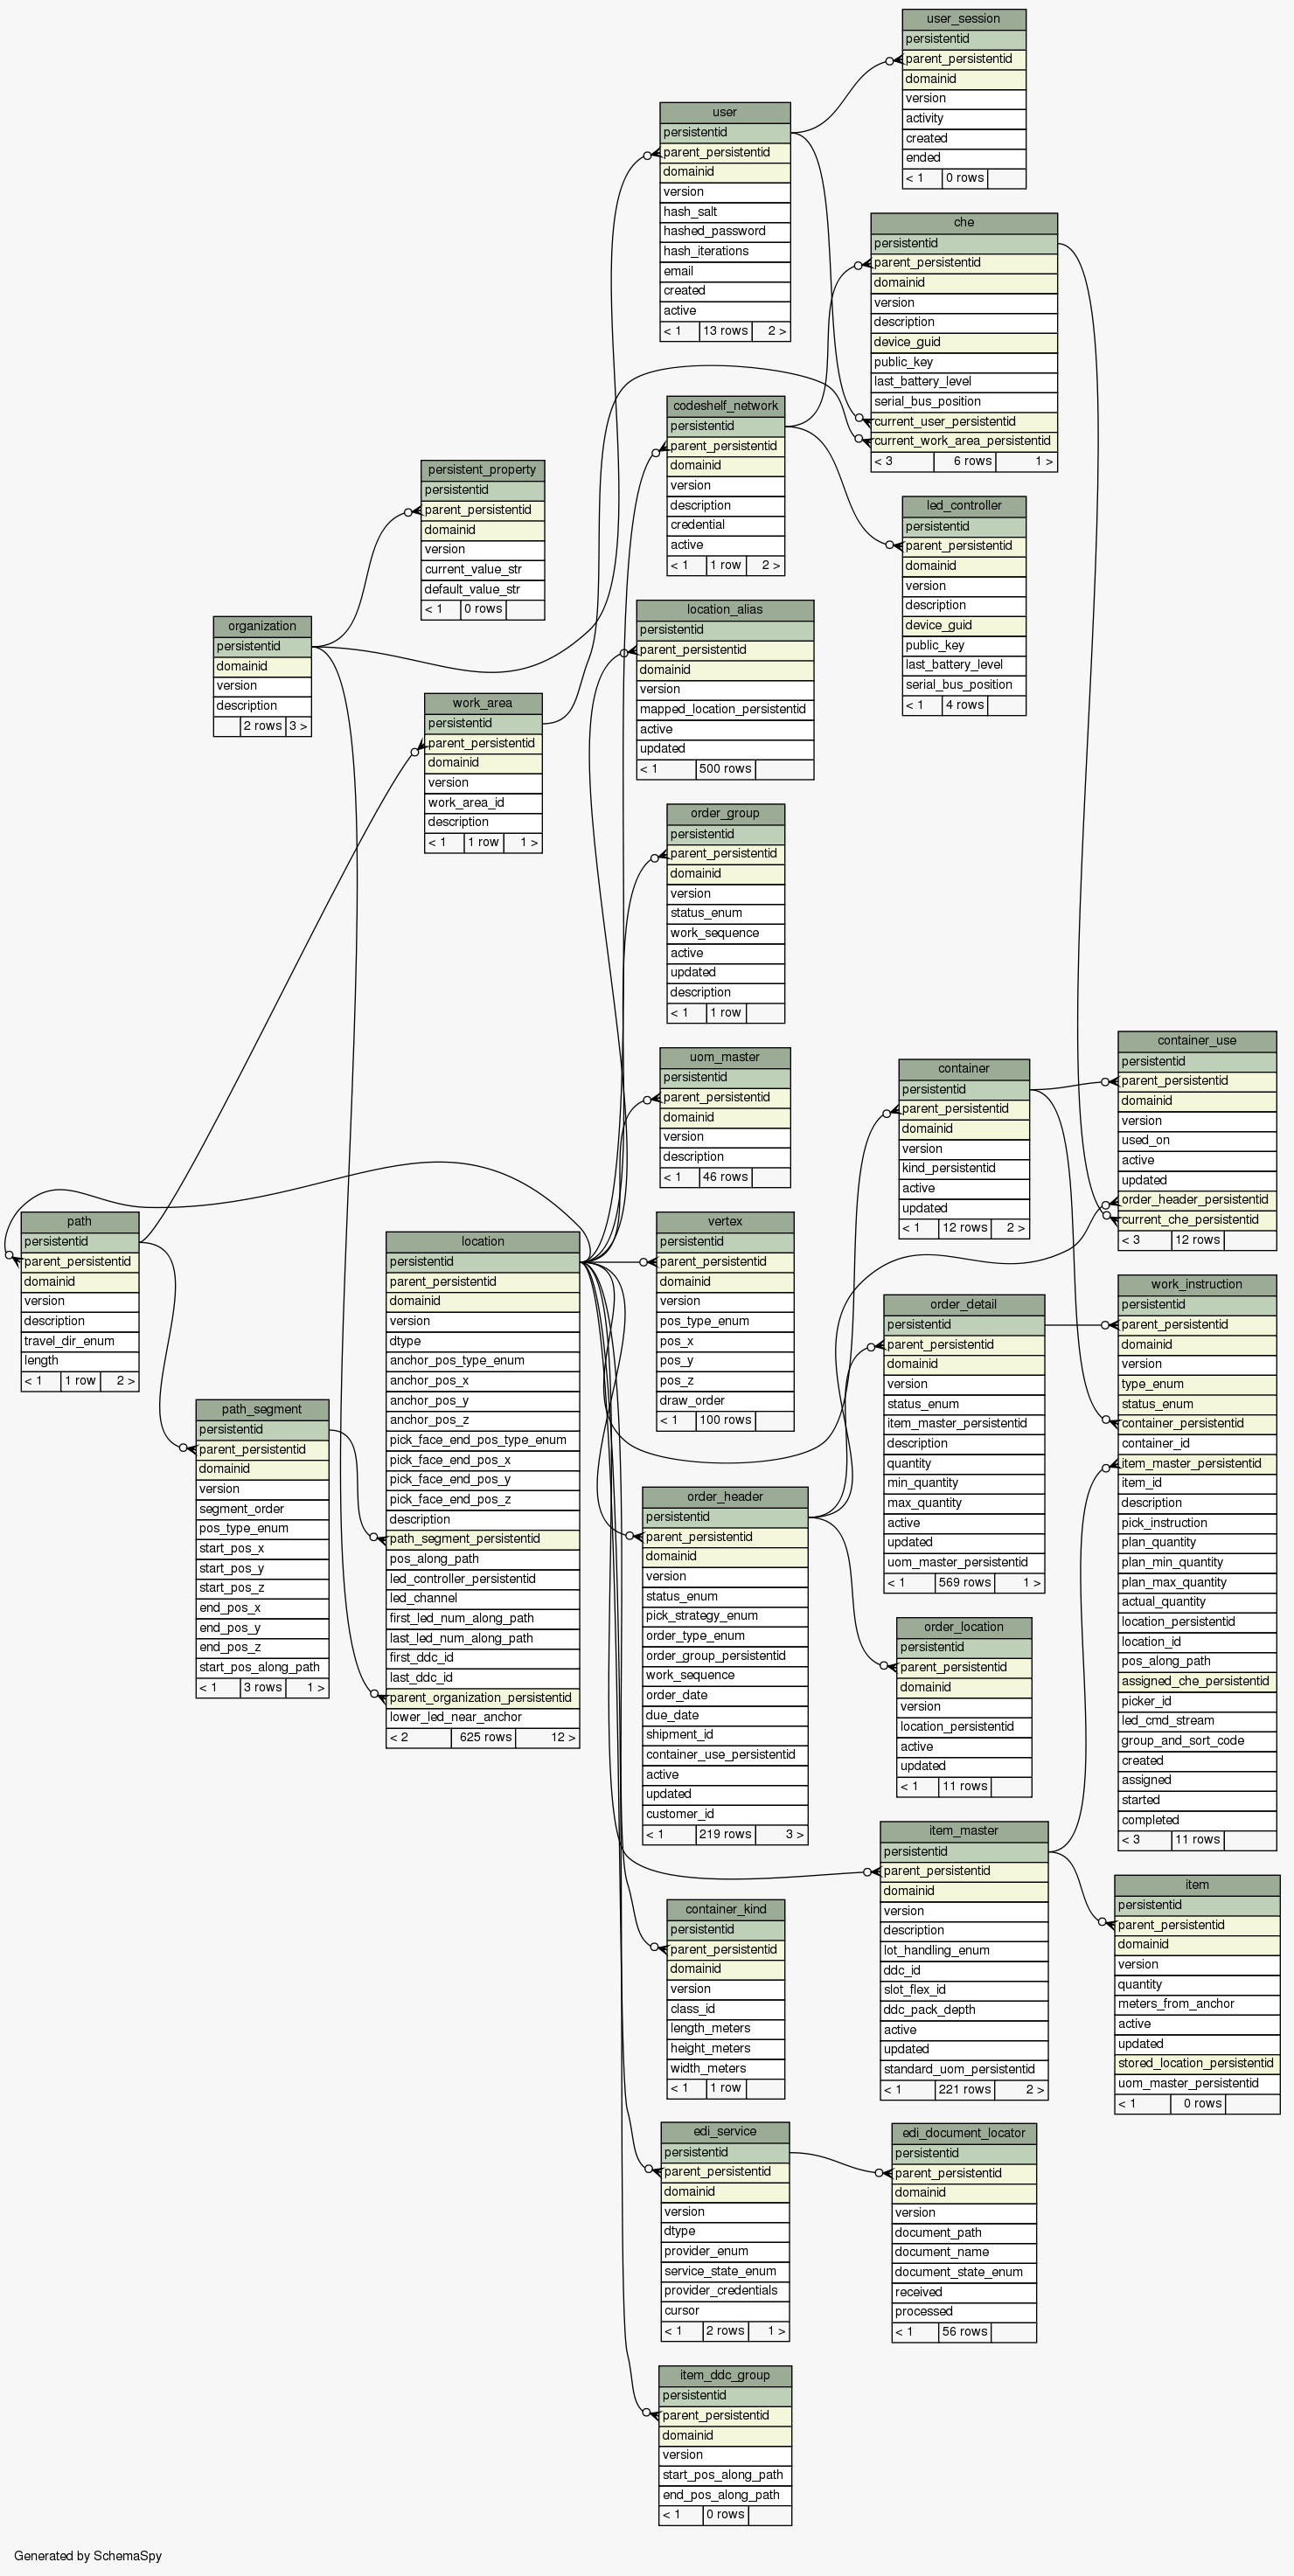 user_session
persistentid
parent_persistentid
domainid
version
activity
created
ended
< 1 0 rows
user
persistentid
parent_persistentid
domainid
version
hash_salt
hashed_password
hash_iterations
email
created
active
< 1 13 rows 2 >
che
persistentid
parent_persistentid
domainid
version
description
device_guid
public_key
last_battery_level
serial_bus_position
current_user_persistentid
current_work_area_persistentid
< 3 6 rows 1 >
codeshelf_network
persistentid
parent_persistentid
domainid
version
description
credential
active
< 1 1 row 2 >
persistent_property
persistentid
parent_persistentid
domainid
version
current_value_str
default_value_str
< 1 0 rows
led_controller
persistentid
parent_persistentid
domainid
version
description
device_guid
public_key
last_battery_level
serial_bus_position
< 1 4 rows
organization
persistentid
domainid
version
description
2 rows 3 >
location_alias
persistentid
parent_persistentid
domainid
version
mapped_location_persistentid
active
updated
< 1 500 rows
work_area
persistentid
parent_persistentid
domainid
version
work_area_id
description
< 1 1 row 1 >
order_group
persistentid
parent_persistentid
domainid
version
status_enum
work_sequence
active
updated
description
< 1 1 row
uom_master
persistentid
parent_persistentid
domainid
version
description
< 1 46 rows
container
persistentid
parent_persistentid
domainid
version
kind_persistentid
active
updated
< 1 12 rows 2 >
container_use
persistentid
parent_persistentid
domainid
version
used_on
active
updated
order_header_persistentid
current_che_persistentid
< 3 12 rows
path
persistentid
parent_persistentid
domainid
version
description
travel_dir_enum
length
< 1 1 row 2 >
location
persistentid
parent_persistentid
domainid
version
dtype
anchor_pos_type_enum
anchor_pos_x
anchor_pos_y
anchor_pos_z
pick_face_end_pos_type_enum
pick_face_end_pos_x
pick_face_end_pos_y
pick_face_end_pos_z
description
path_segment_persistentid
pos_along_path
led_controller_persistentid
led_channel
first_led_num_along_path
last_led_num_along_path
first_ddc_id
last_ddc_id
parent_organization_persistentid
lower_led_near_anchor
< 2 625 rows 12 >
vertex
persistentid
parent_persistentid
domainid
version
pos_type_enum
pos_x
pos_y
pos_z
draw_order
< 1 100 rows
order_detail
persistentid
parent_persistentid
domainid
version
status_enum
item_master_persistentid
description
quantity
min_quantity
max_quantity
active
updated
uom_master_persistentid
< 1 569 rows 1 >
work_instruction
persistentid
parent_persistentid
domainid
version
type_enum
status_enum
container_persistentid
container_id
item_master_persistentid
item_id
description
pick_instruction
plan_quantity
plan_min_quantity
plan_max_quantity
actual_quantity
location_persistentid
location_id
pos_along_path
assigned_che_persistentid
picker_id
led_cmd_stream
group_and_sort_code
created
assigned
started
completed
< 3 11 rows
path_segment
persistentid
parent_persistentid
domainid
version
segment_order
pos_type_enum
start_pos_x
start_pos_y
start_pos_z
end_pos_x
end_pos_y
end_pos_z
start_pos_along_path
< 1 3 rows 1 >
order_header
persistentid
parent_persistentid
domainid
version
status_enum
pick_strategy_enum
order_type_enum
order_group_persistentid
work_sequence
order_date
due_date
shipment_id
container_use_persistentid
active
updated
customer_id
< 1 219 rows 3 >
order_location
persistentid
parent_persistentid
domainid
version
location_persistentid
active
updated
< 1 11 rows
item_master
persistentid
parent_persistentid
domainid
version
description
lot_handling_enum
ddc_id
slot_flex_id
ddc_pack_depth
active
updated
standard_uom_persistentid
< 1 221 rows 2 >
item
persistentid
parent_persistentid
domainid
version
quantity
meters_from_anchor
active
updated
stored_location_persistentid
uom_master_persistentid
< 1 0 rows
container_kind
persistentid
parent_persistentid
domainid
version
class_id
length_meters
height_meters
width_meters
< 1 1 row
edi_service
persistentid
parent_persistentid
domainid
version
dtype
provider_enum
service_state_enum
provider_credentials
cursor
< 1 2 rows 1 >
edi_document_locator
persistentid
parent_persistentid
domainid
version
document_path
document_name
document_state_enum
received
processed
< 1 56 rows
item_ddc_group
persistentid
parent_persistentid
domainid
version
start_pos_along_path
end_pos_along_path
< 1 0 rows
Generated by SchemaSpy